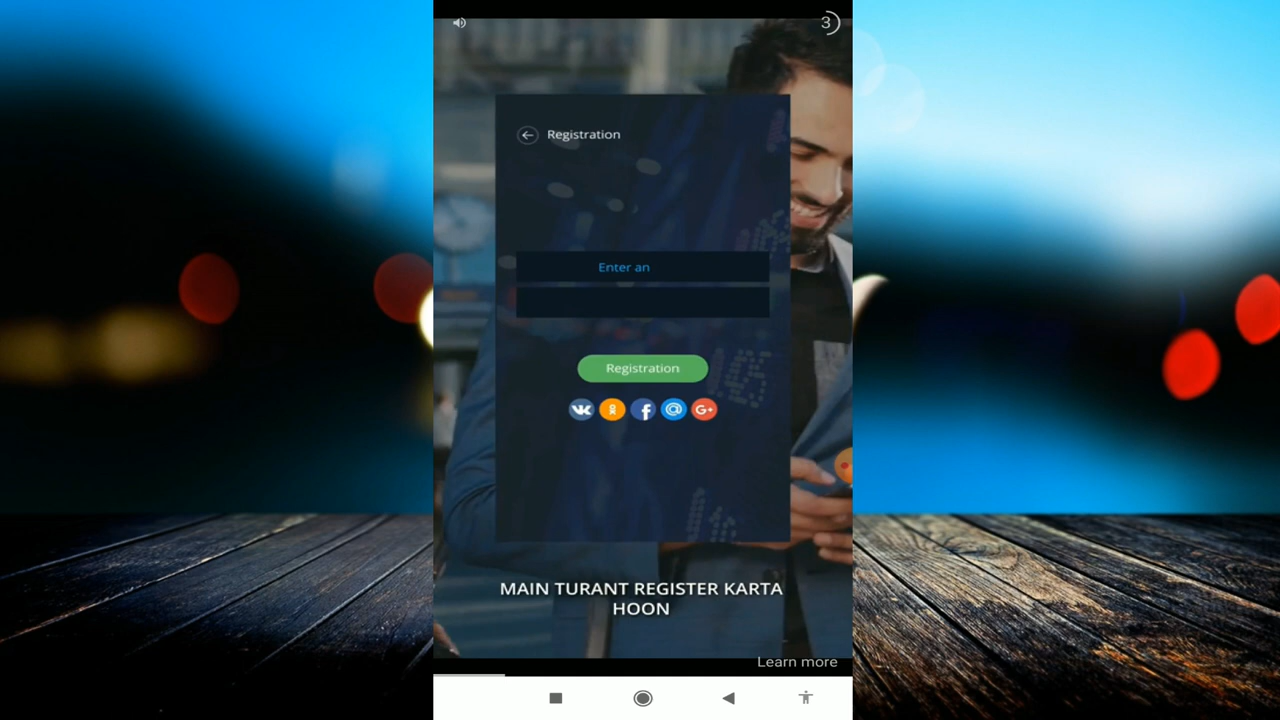 3
Registration
Enter an
Registration
MAIN TURANT REGISTER KARTA
HOON
Learn more